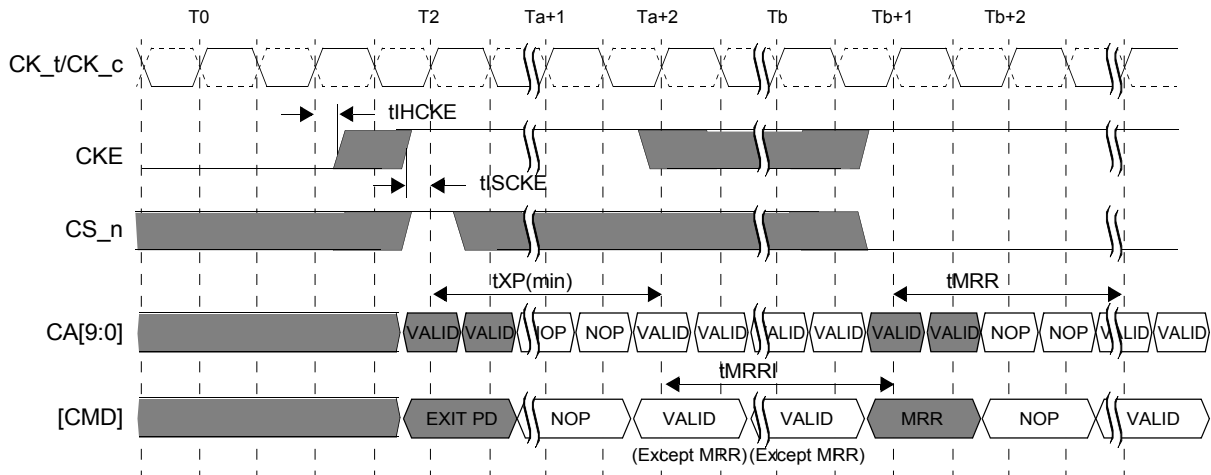 T0 T2 Ta+1 Ta+2 Tb Tb+1 Tb+2
CK_t/CK_c
tIHCKE
CKE
tISCKE
CS_n
tXP(min) tMRR
CA[9:0] VALID VALID NOP NOP VALID VALID VALID VALID VALID VALID NOP NOP VALID VALID
tMRRI
[CMD] EXIT PD NOP VALID VALID MRR NOP VALID
(Except MRR) (Except MRR)